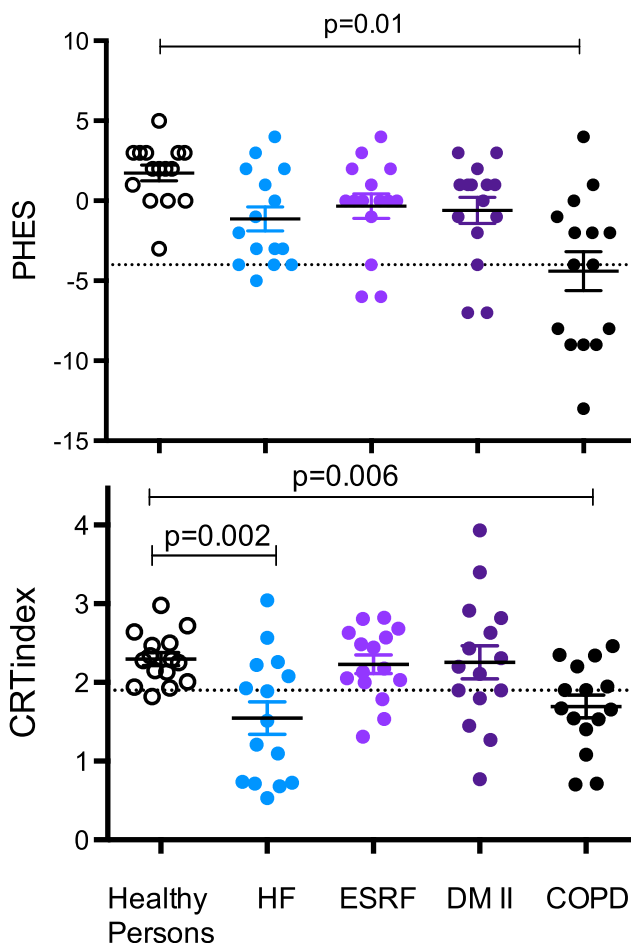 p=0.01
10
5
0
-5
-10
-15
PHES
p=0.006
p=0.002
4
3
2
1
0
CRTindex
Healthy Persons
HF
ESRF
DM II
COPD